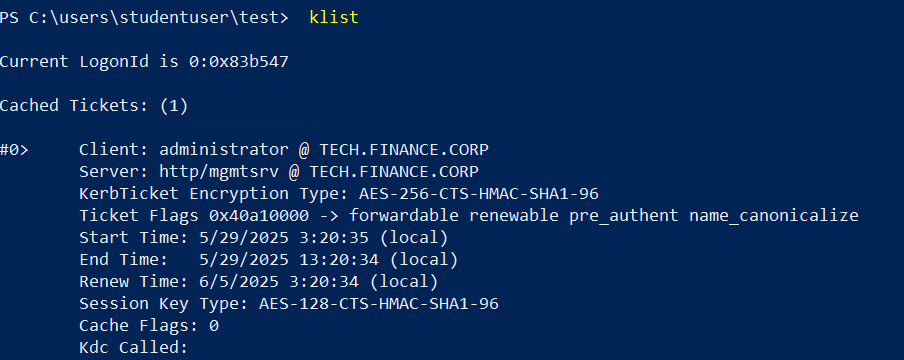 PS C:\users\studentuser\test> klist
Current LogonId is 0:0x83b547
Cached Tickets: (1)
#0> Client: administrator @ TECH.FINANCE.CORP
Server: http/mgmtsrv @ TECH.FINANCE.CORP
KerbTicket Encryption Type: AES-256-CTS-HMAC-SHA1-96
Ticket Flags 0x40a10000 -> forwardable renewable pre_authent name_canonicalize
Start Time: 5/29/2025 3:20:35 (local)
End Time: 5/29/2025 13:20:34 (local)
Renew Time: 6/5/2025 3:20:34 (local)
Session Key Type: AES-128-CTS-HMAC-SHA1-96
Cache Flags: 0
Kdc Called: